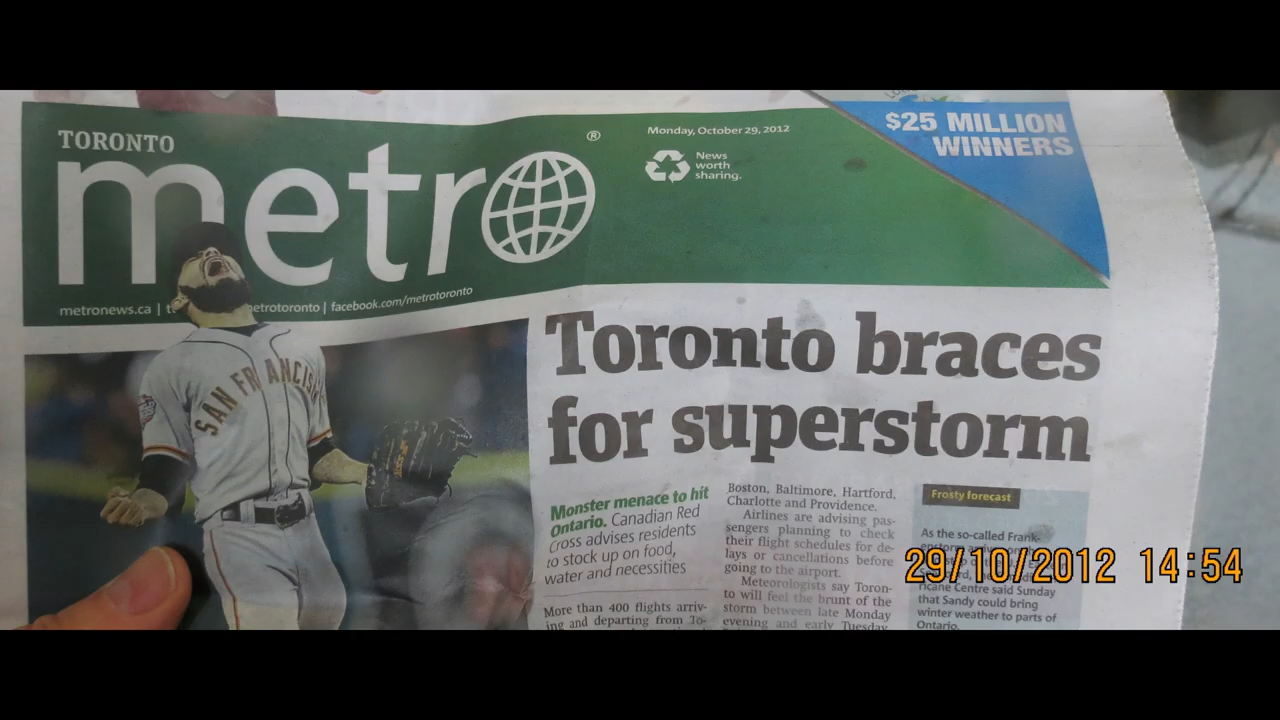 TORONTO
metro
®
Monday, October 29, 2012
News
worth
sharing.
$25 MILLION
WINNERS
metronews.ca | etrotoronto | facebook.com/metrotoronto
SAN FRANCISC
Toronto braces
for superstorm
Monster menace to hit
Ontario. Canadian Red
Cross advises residents
to stock up on food,
water and necessities
More than 400 flights arriv-
ing and departing from To-
Boston, Baltimore, Hartford,
Charlotte and Providence.
Airlines are advising pas-
sengers planning to check
their flight schedules for de-
lays or cancellations before
going to the airport.
Meteorologists say Toron-
to will feel the brunt of the
storm between late Monday
evening and early Tuesday
Frosty forecast
As the so-called Frank-
ricane Centre said Sunday
that Sandy could bring
winter weather to parts of
Ontario.
29/10/2012 14:54